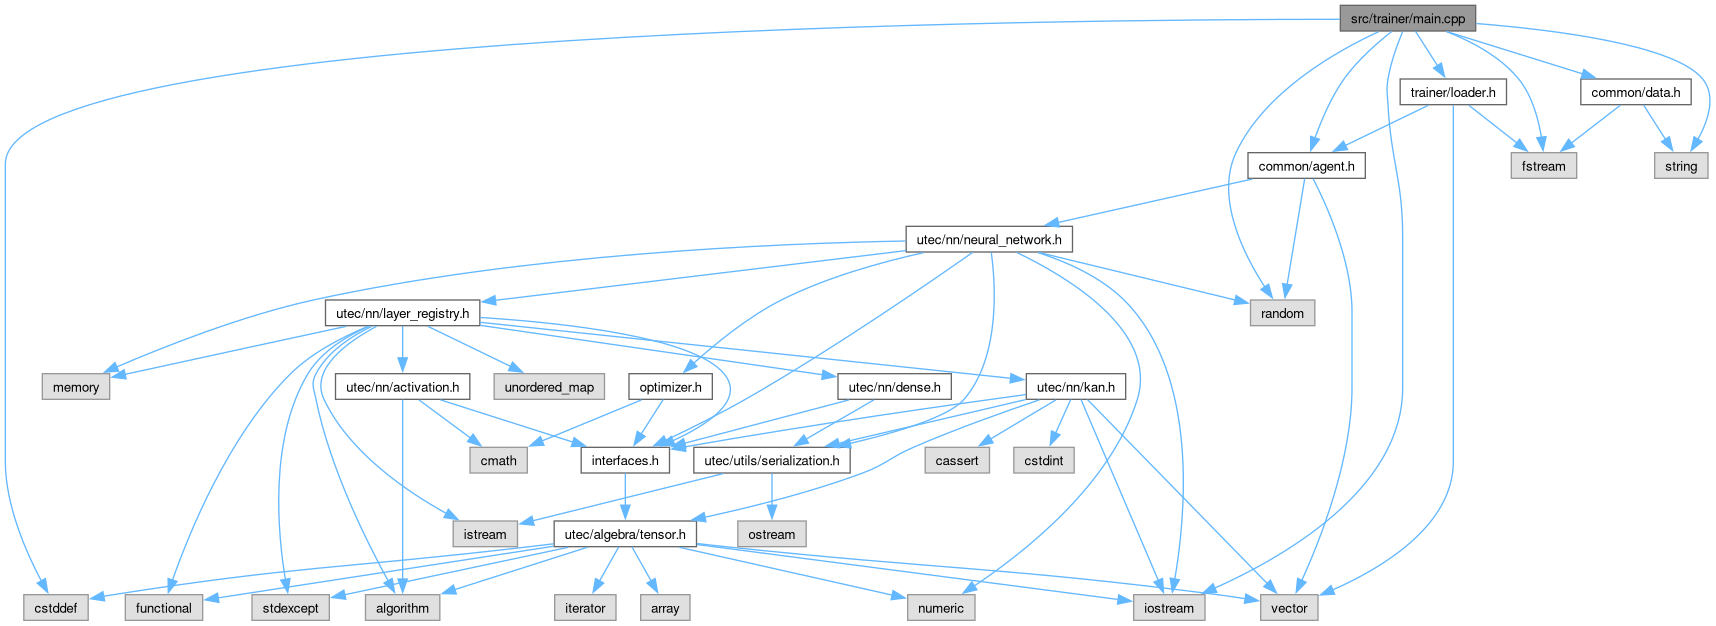 src/trainer/main.cpp
trainer/loader.h
common/data.h
common/agent.h
fstream
string
utec/nn/neural_network.h
utec/nn/layer_registry.h
random
memory
utec/nn/activation.h
unordered_map
optimizer.h
utec/nn/dense.h
utec/nn/kan.h
cmath
interfaces.h
utec/utils/serialization.h
cassert
cstdint
istream
utec/algebra/tensor.h
ostream
cstddef
functional
stdexcept
algorithm
iterator
array
numeric
iostream
vector